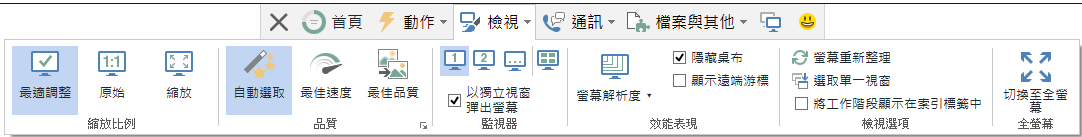 首頁 動作 檢視 通訊 檔案與其他
最適調整
1:1
原始
縮放
縮放比例
自動選取
最佳速度
最佳品質
品質
1 2 ...
以獨立視窗
彈出螢幕
監視器
螢幕解析度
隱藏桌布
顯示遠端游標
效能表現
螢幕重新整理
選取單一視窗
將工作階段顯示在索引標籤中
檢視選項
切換至全螢
幕
全螢幕